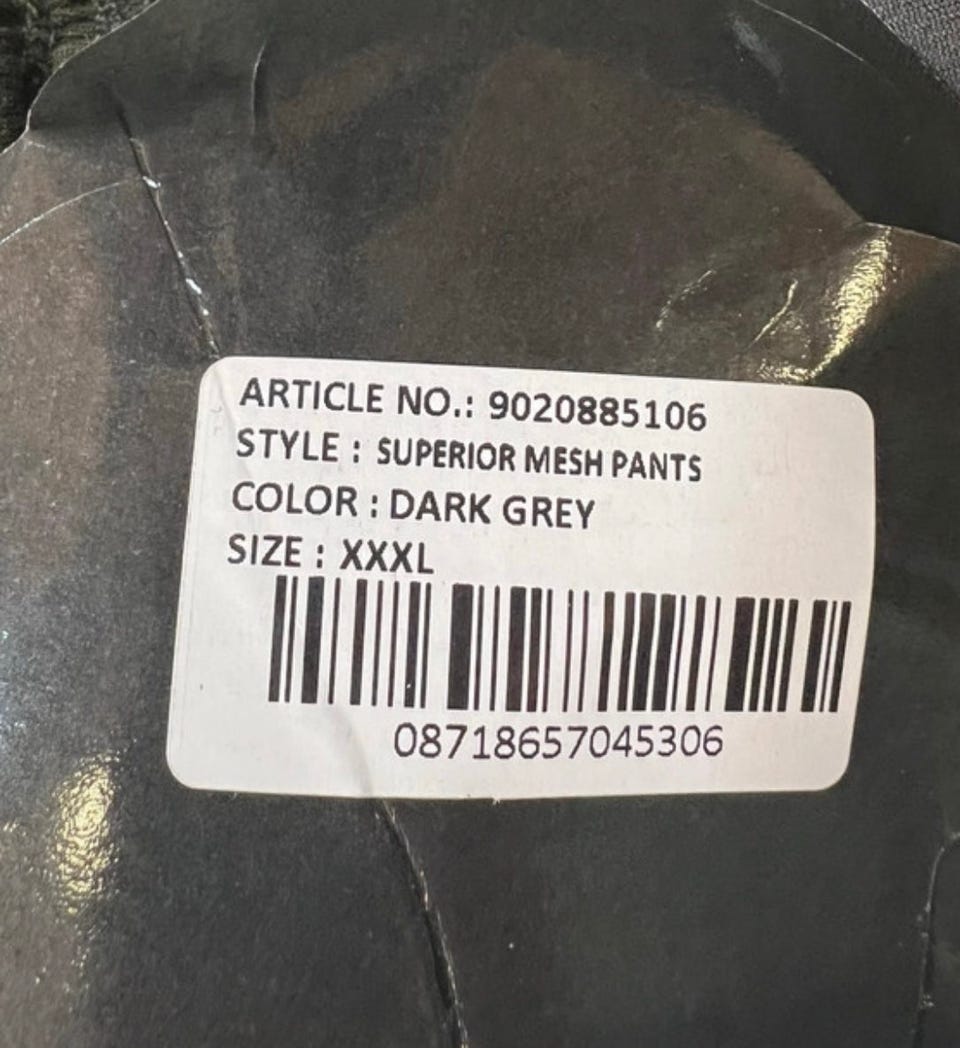 ARTICLE NO.: 9020885106
STYLE : SUPERIOR MESH PANTS
COLOR : DARK GREY
SIZE : XXXL
08718657045306